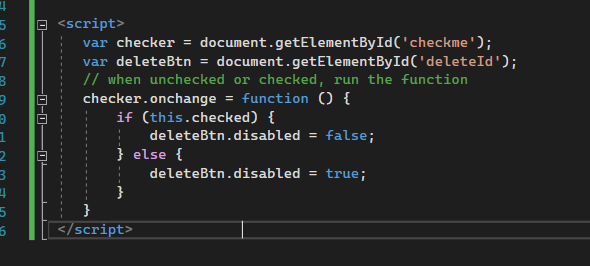 4
5 <script>
6 var checker = document.getElementById('checkme');
7 var deleteBtn = document.getElementById('deleteId');
8 // when unchecked or checked, run the function
9 checker.onchange = function () {
0 if (this.checked) {
1 deleteBtn.disabled = false;
2 } else {
3 deleteBtn.disabled = true;
4 }
5 }
6 </script>